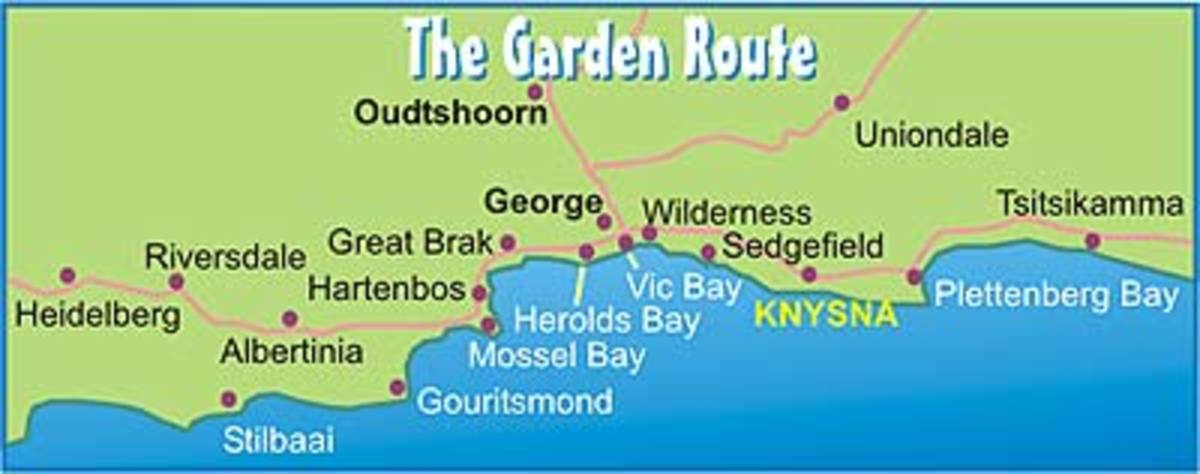 The Garden Route
Oudtshoorn
Uniondale
George
Wilderness
Tsitsikamma
Great Brak
Sedgefield
Riversdale
Hartenbos
Vic Bay
Plettenberg Bay
Heidelberg
Herolds Bay
KNYSNA
Albertinia
Mossel Bay
Gouritsmond
Stilbaai